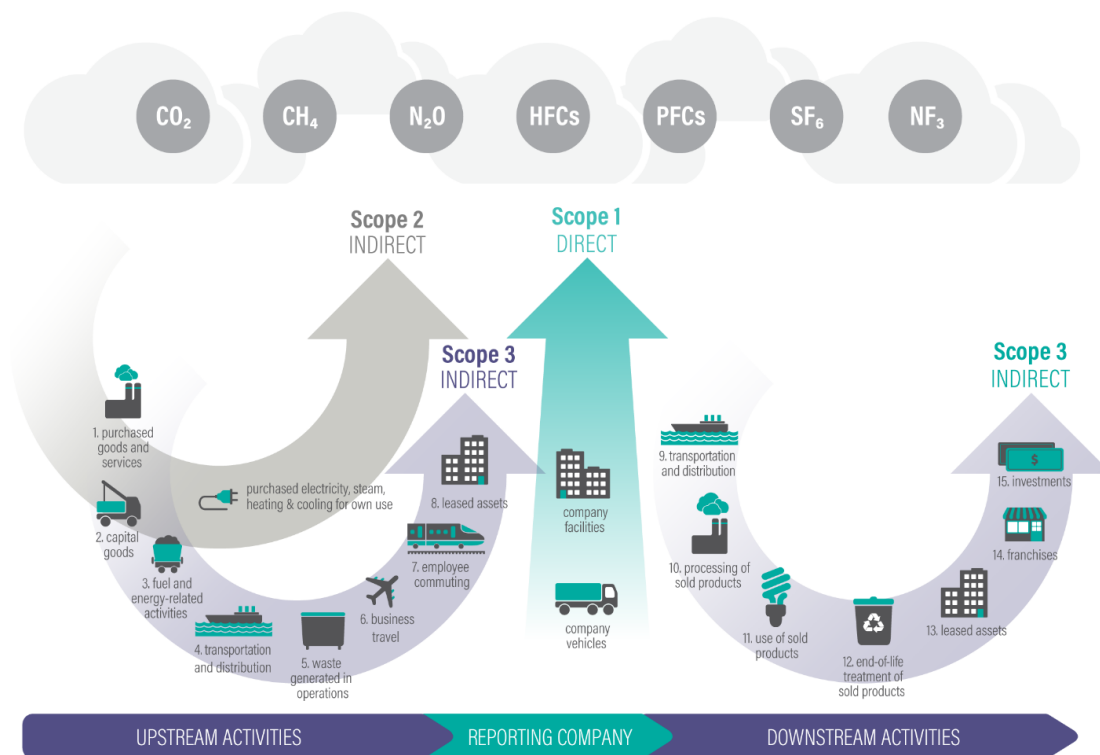 CO₂
CH₄
N₂O
HFCs
PFCs
SF₆
NF₃
Scope 2
INDIRECT
Scope 1
DIRECT
Scope 3
INDIRECT
Scope 3
INDIRECT
1. purchased
goods and
services
2. capital
goods
3. fuel and
energy-related
activities
4. transportation
and distribution
5. waste
generated in
operations
6. business
travel
7. employee
commuting
8. leased assets
purchased electricity, steam,
heating & cooling for own use
company
facilities
company
vehicles
9. transportation
and distribution
10. processing of
sold products
11. use of sold
products
12. end-of-life
treatment of
sold products
13. leased assets
14. franchises
$
15. investments
UPSTREAM ACTIVITIES
REPORTING COMPANY
DOWNSTREAM ACTIVITIES